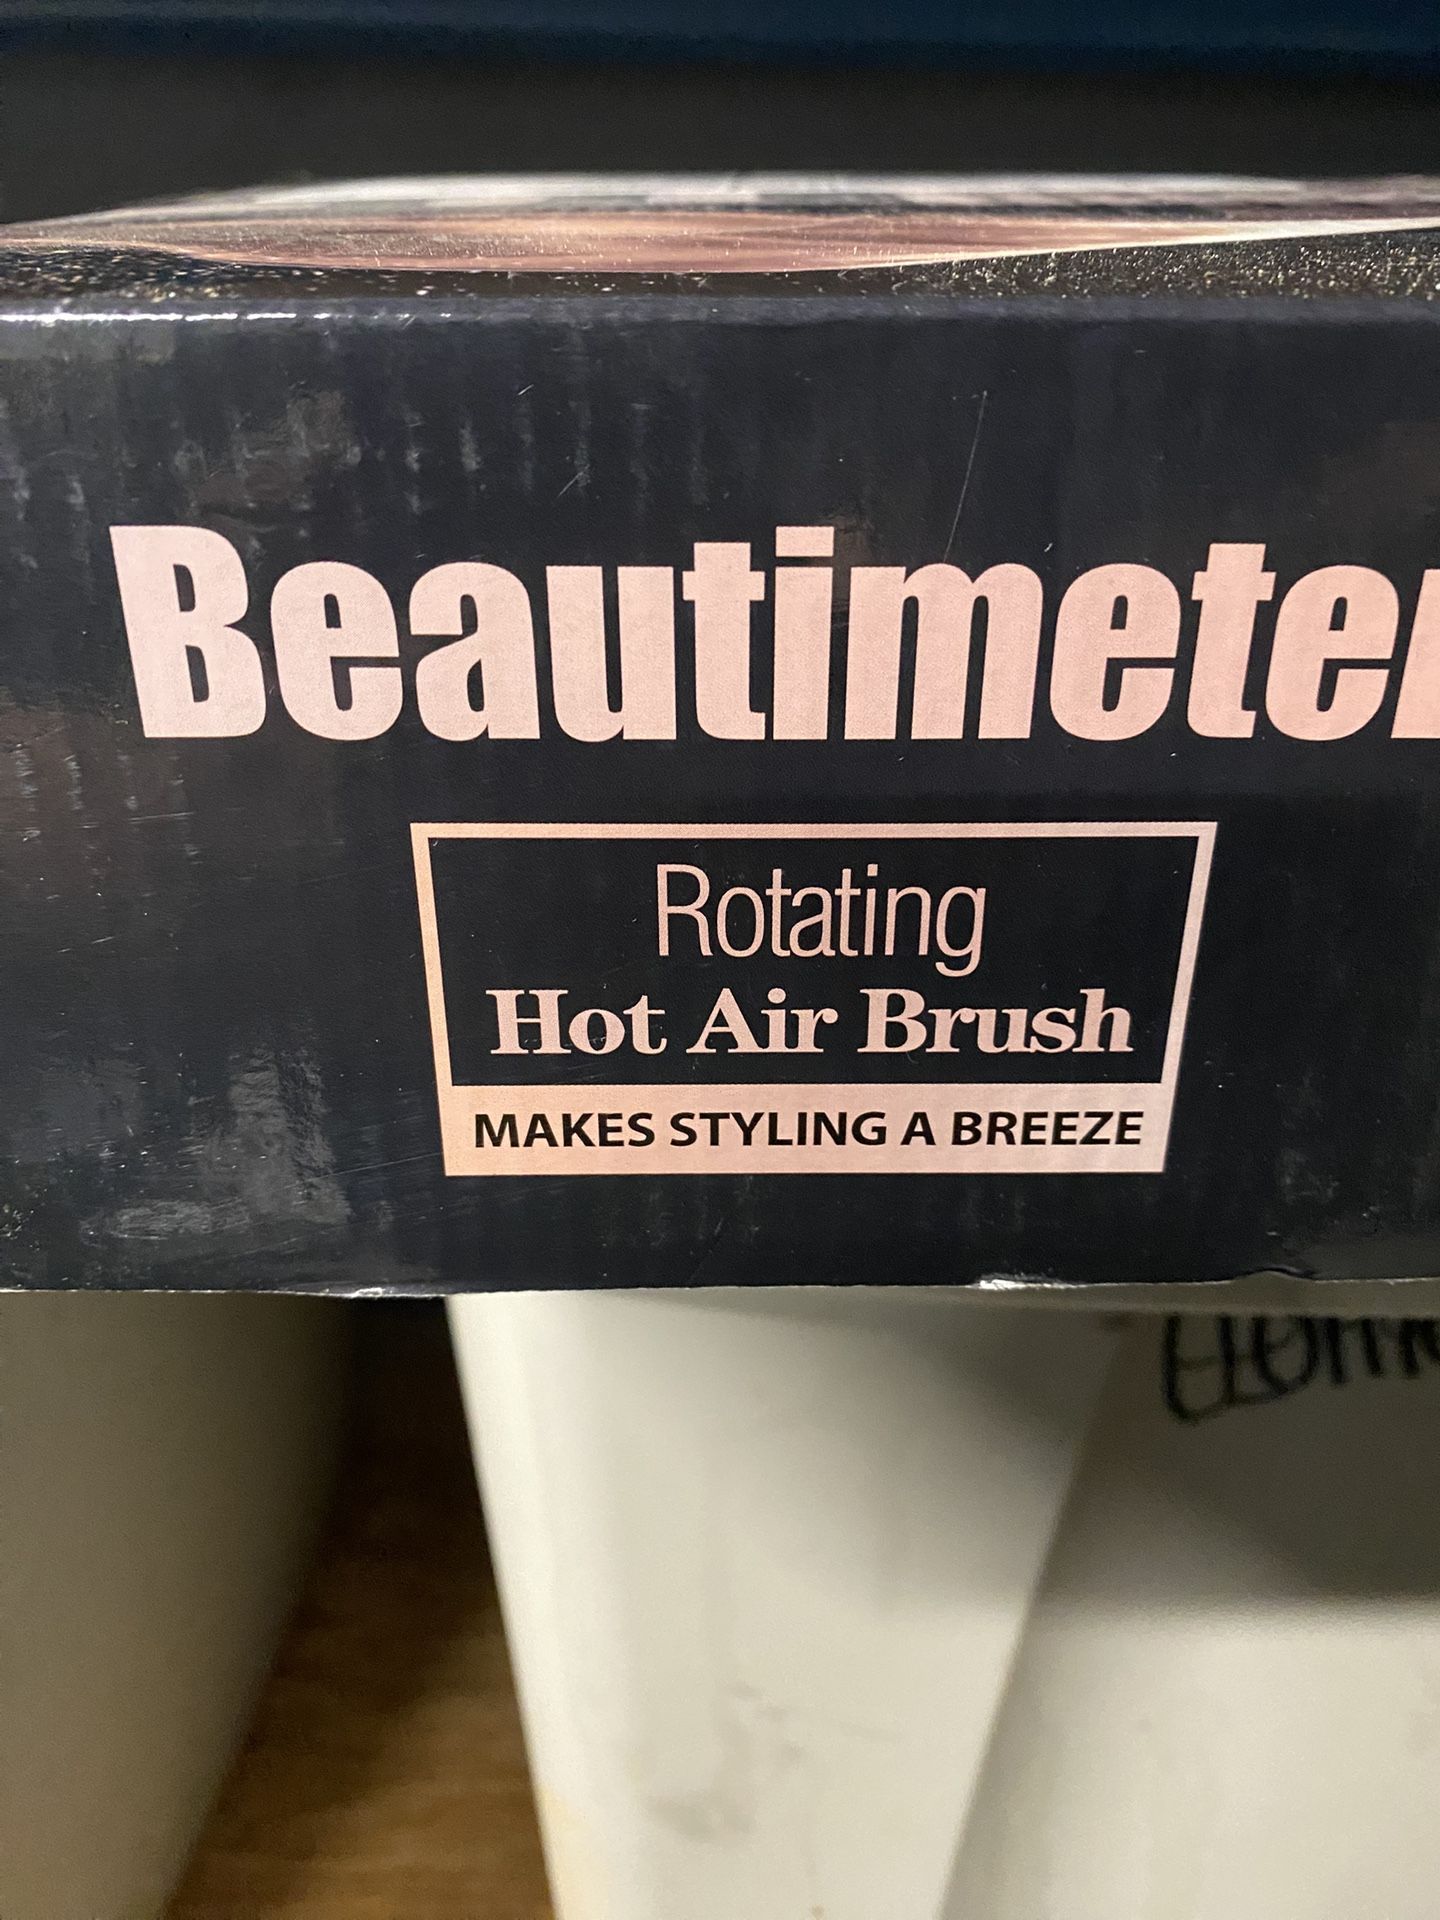 Beautimeter
Rotating
Hot Air Brush
MAKES STYLING A BREEZE